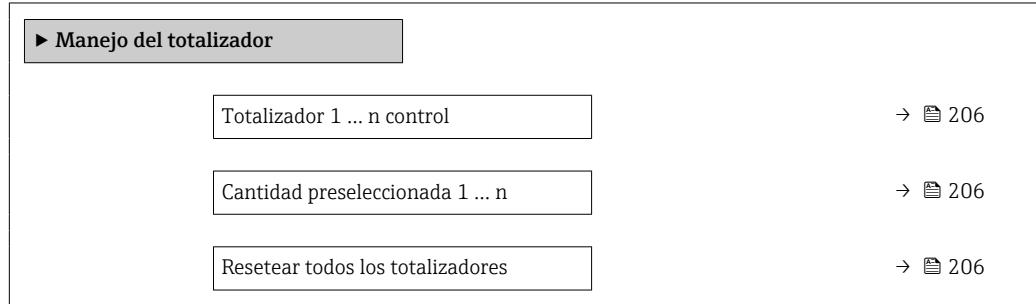 ▶ Manejo del totalizador
Totalizador 1 … n control → 206
Cantidad preseleccionada 1 … n → 206
Resetear todos los totalizadores → 206